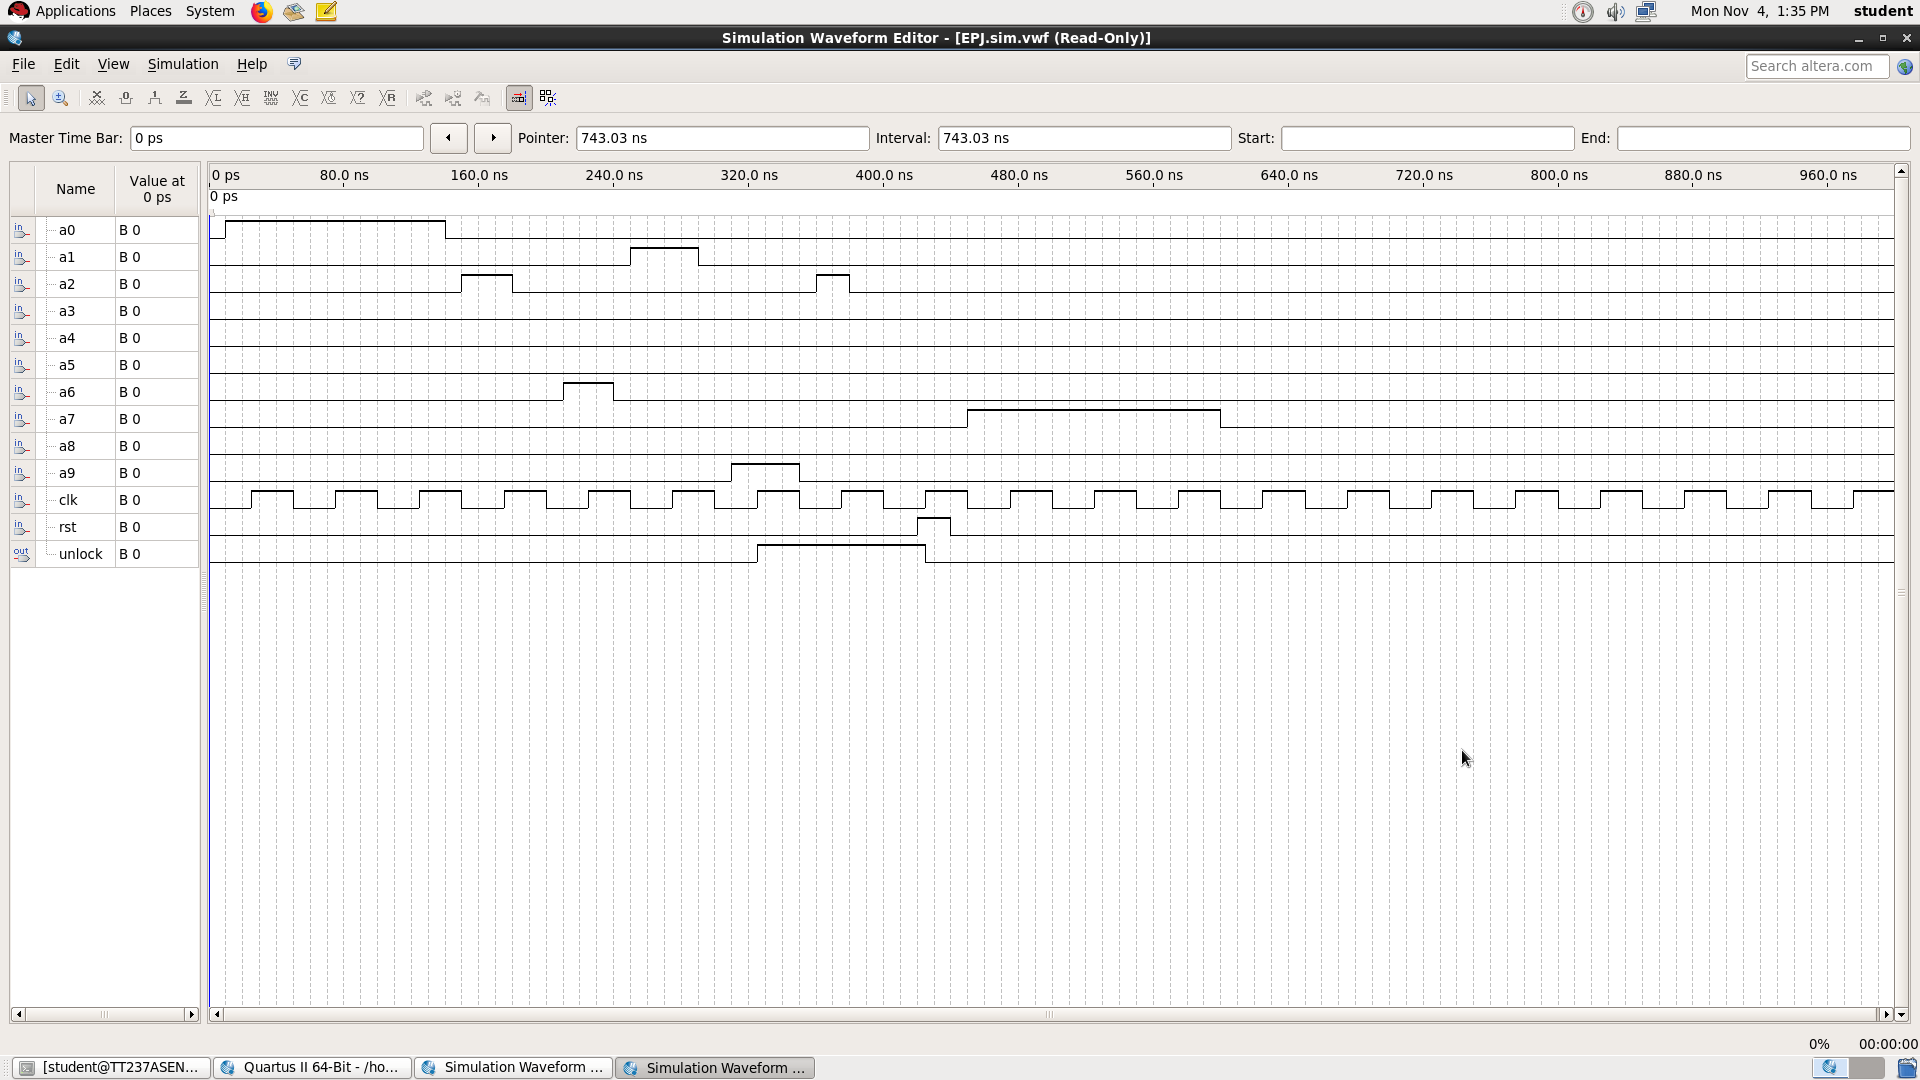 Applications Places System Mon Nov 4, 1:35 PM student
Simulation Waveform Editor - [EPJ.sim.vwf (Read-Only)]
File Edit View Simulation Help Search altera.com
Master Time Bar: 0 ps Pointer: 743.03 ns Interval: 743.03 ns Start: End:
Name Value at 0 ps
0 ps 80.0 ns 160.0 ns 240.0 ns 320.0 ns 400.0 ns 480.0 ns 560.0 ns 640.0 ns 720.0 ns 800.0 ns 880.0 ns 960.0 ns
0 ps
in a0 B 0
in a1 B 0
in a2 B 0
in a3 B 0
in a4 B 0
in a5 B 0
in a6 B 0
in a7 B 0
in a8 B 0
in a9 B 0
in clk B 0
in rst B 0
out unlock B 0
0% 00:00:00
[student@TT237ASEN... Quartus II 64-Bit - /ho... Simulation Waveform ... Simulation Waveform ...